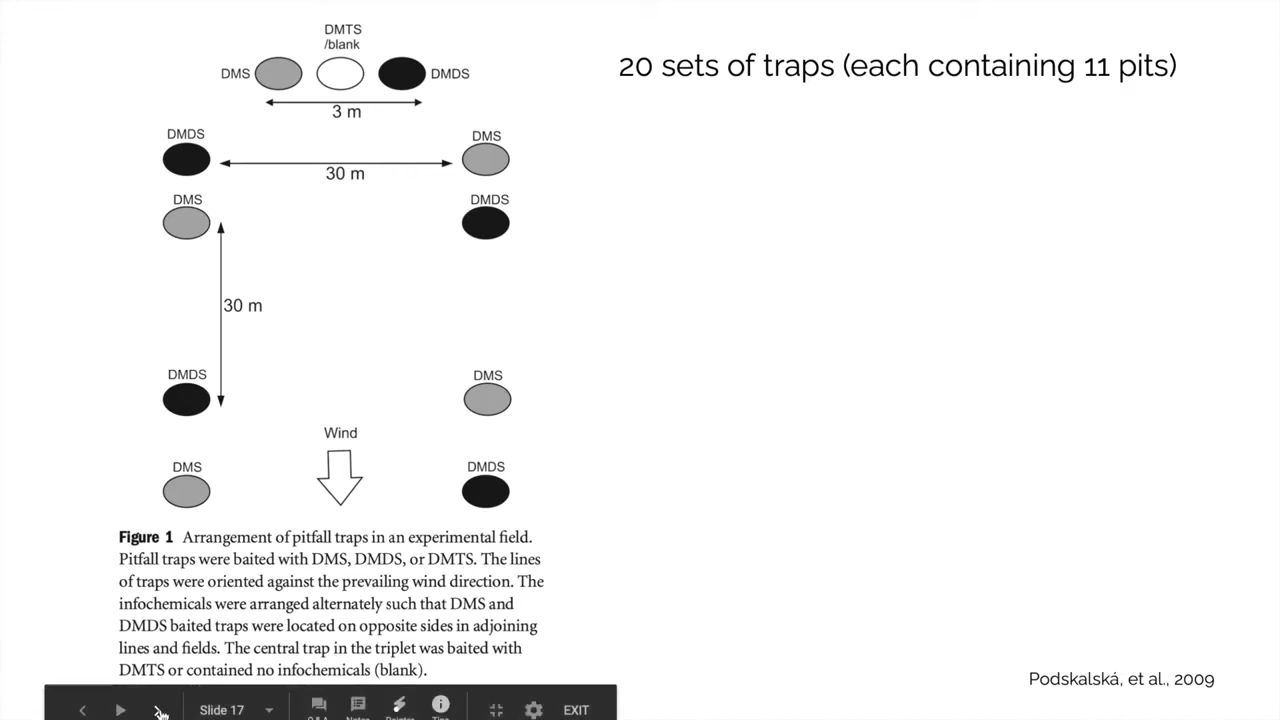 DMTS
/blank
DMS
DMDS
20 sets of traps (each containing 11 pits)
3 m
DMDS
DMS
30 m
DMS
DMDS
30 m
DMDS
DMS
Wind
DMS
DMDS
Figure 1 Arrangement of pitfall traps in an experimental field.
Pitfall traps were baited with DMS, DMDS, or DMTS. The lines
of traps were oriented against the prevailing wind direction. The
infochemicals were arranged alternately such that DMS and
DMDS baited traps were located on opposite sides in adjoining
lines and fields. The central trap in the triplet was baited with
DMTS or contained no infochemicals (blank).
Podskalská, et al., 2009
Slide 17
EXIT